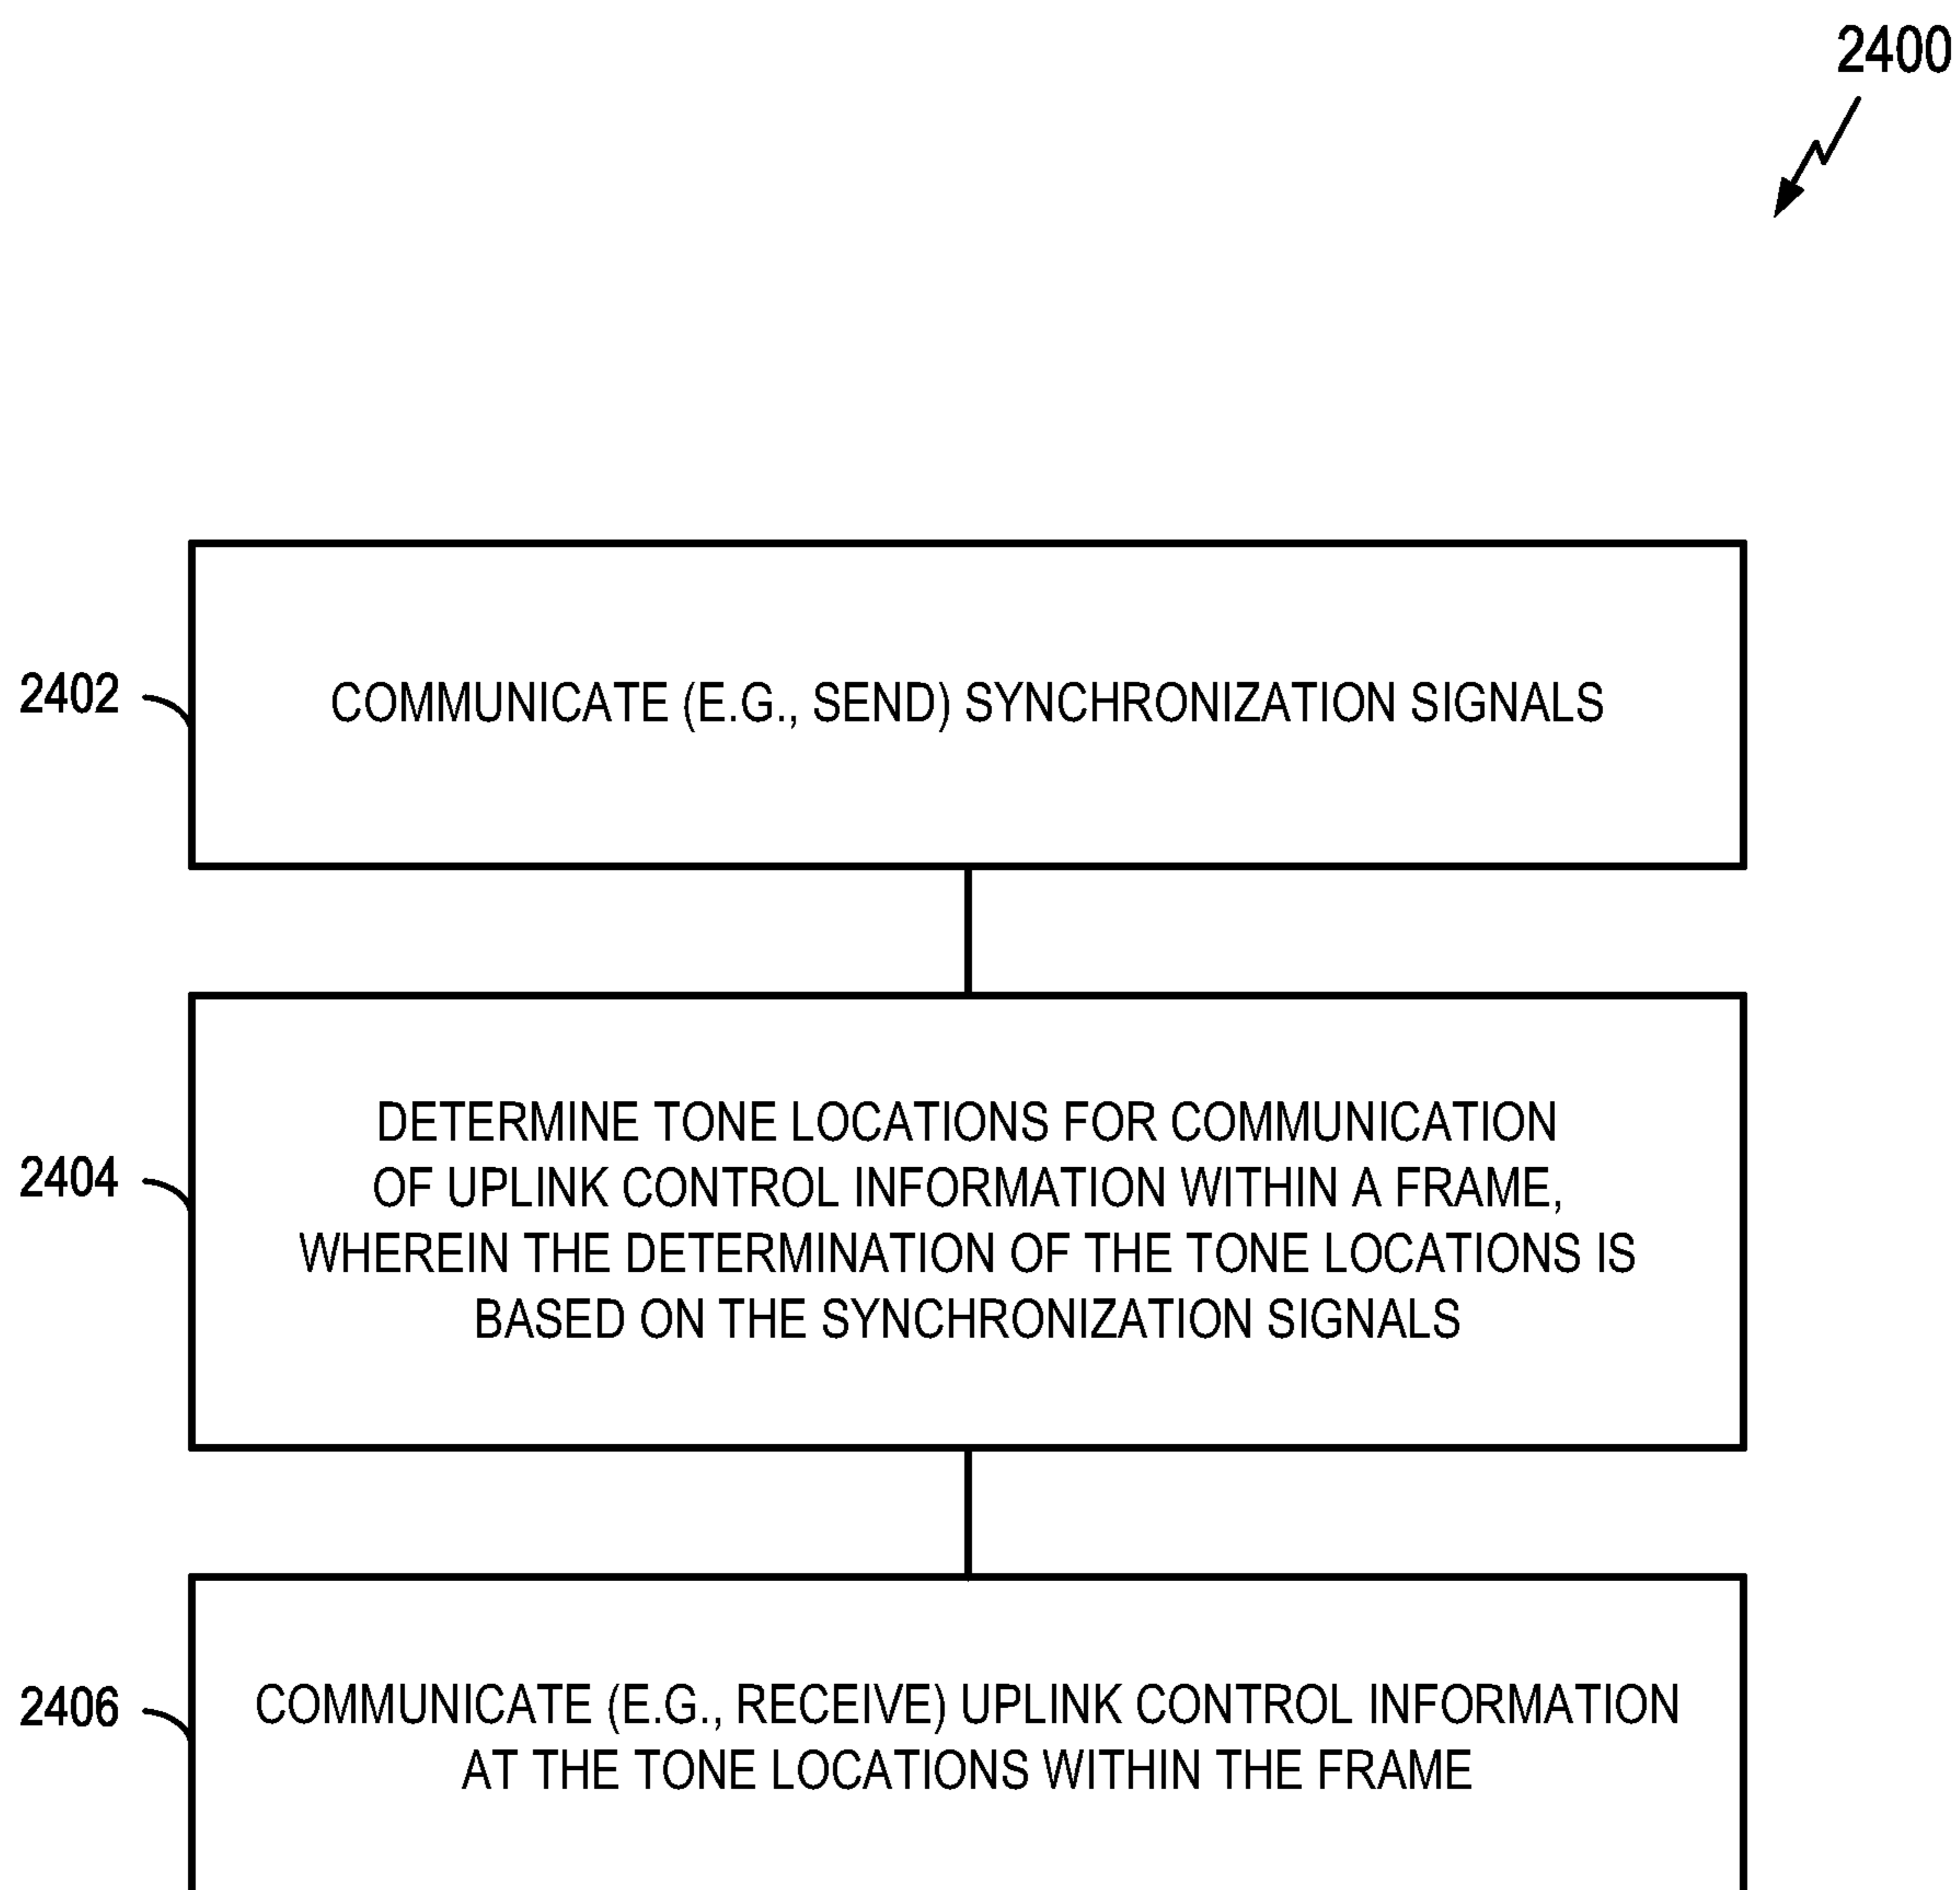 2400
2402
COMMUNICATE (E.G., SEND) SYNCHRONIZATION SIGNALS
2404
DETERMINE TONE LOCATIONS FOR COMMUNICATION
OF UPLINK CONTROL INFORMATION WITHIN A FRAME,
WHEREIN THE DETERMINATION OF THE TONE LOCATIONS IS
BASED ON THE SYNCHRONIZATION SIGNALS
2406
COMMUNICATE (E.G., RECEIVE) UPLINK CONTROL INFORMATION
AT THE TONE LOCATIONS WITHIN THE FRAME